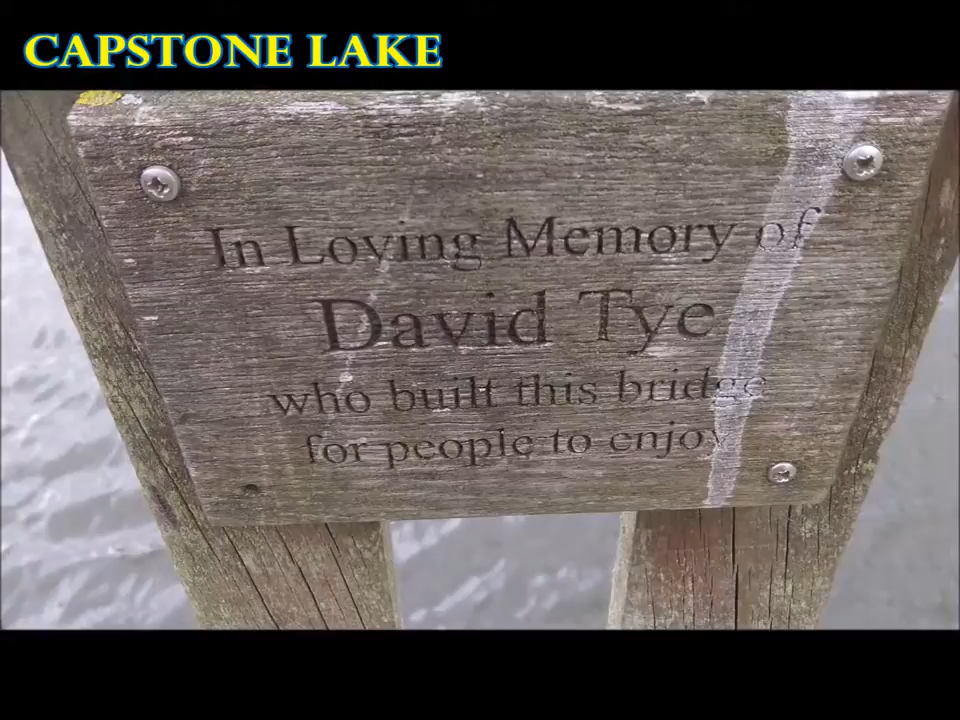 CAPSTONE LAKE
In Loving Memory of
David Tye
who built this bridge
for people to enjoy